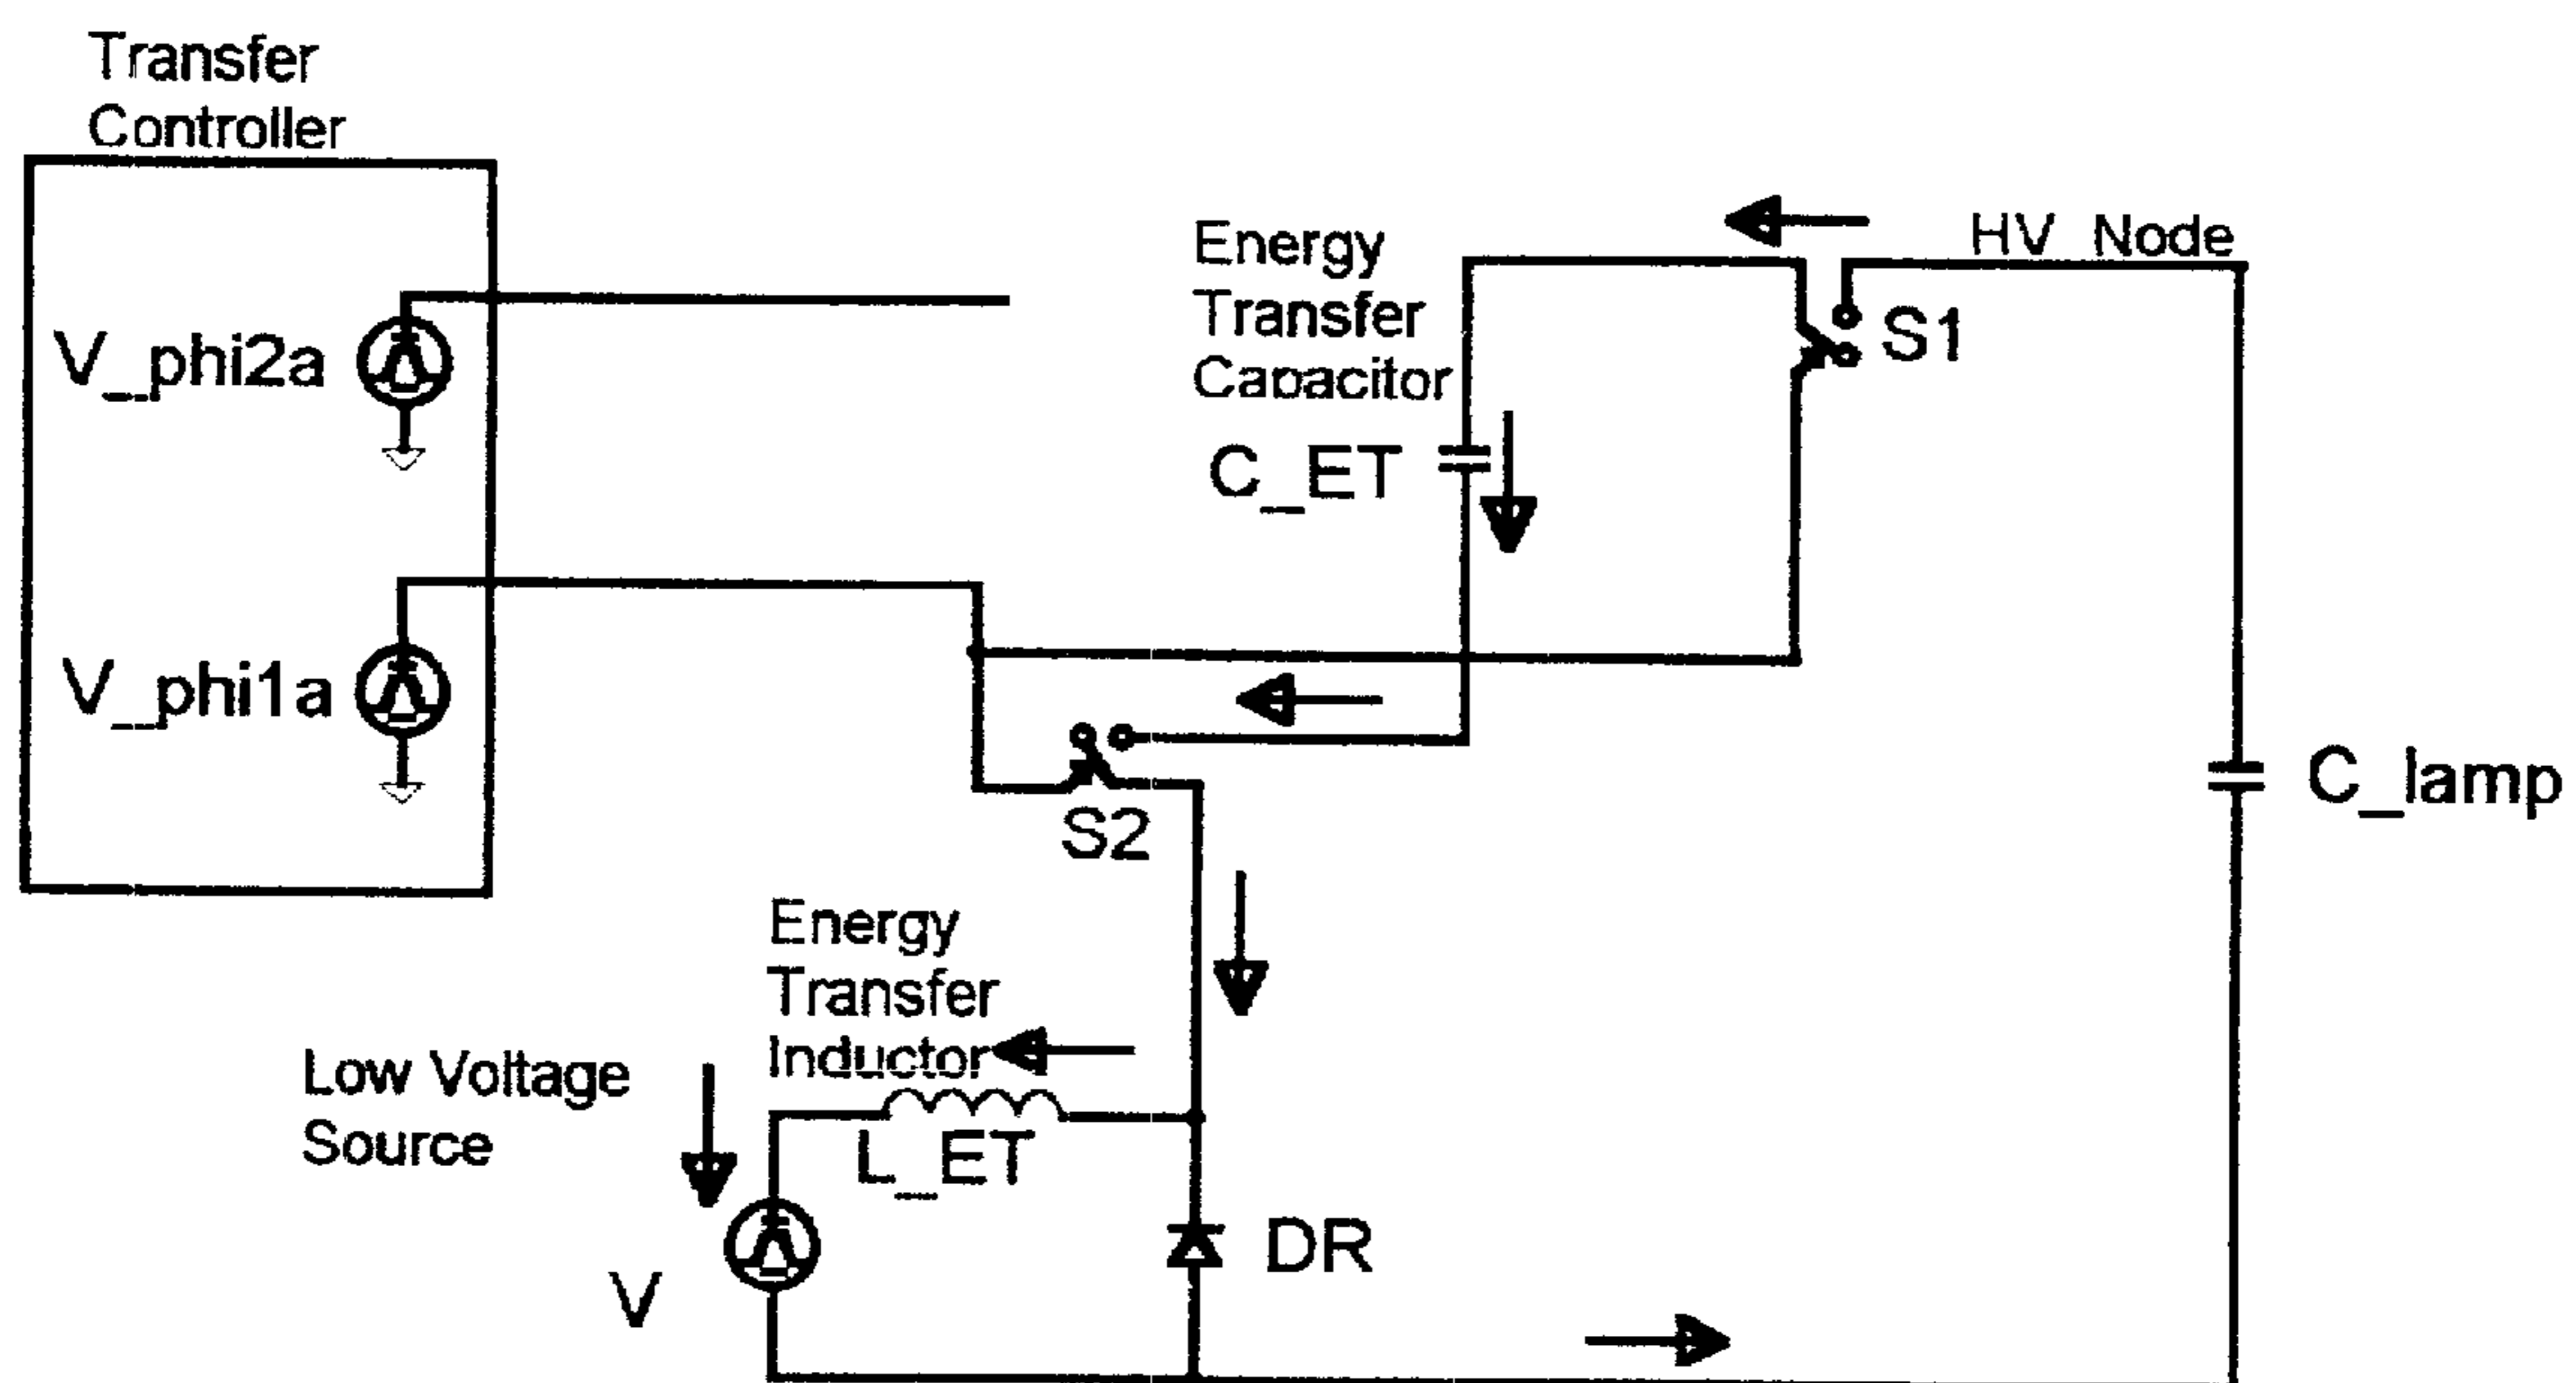 Transfer
Controller
V_phi2a
V_phi1a
Energy
Transfer
Capacitor
C_ET
HV_Node
S1
S2
C_lamp
Energy
Transfer
Inductor
L_ET
Low Voltage
Source
V
DR